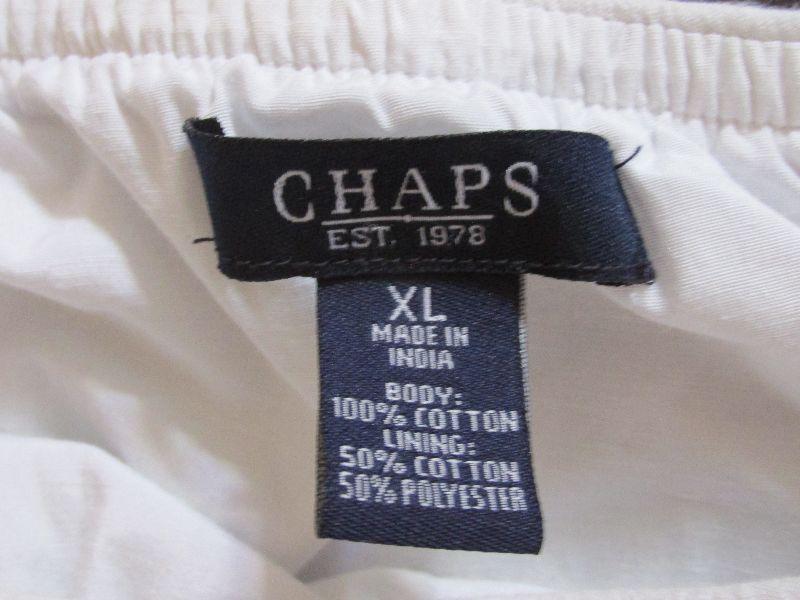 CHAPS
EST. 1978
XL
MADE IN
INDIA
BODY:
100% COTTON
LINING:
50% COTTON
50% POLYESTER